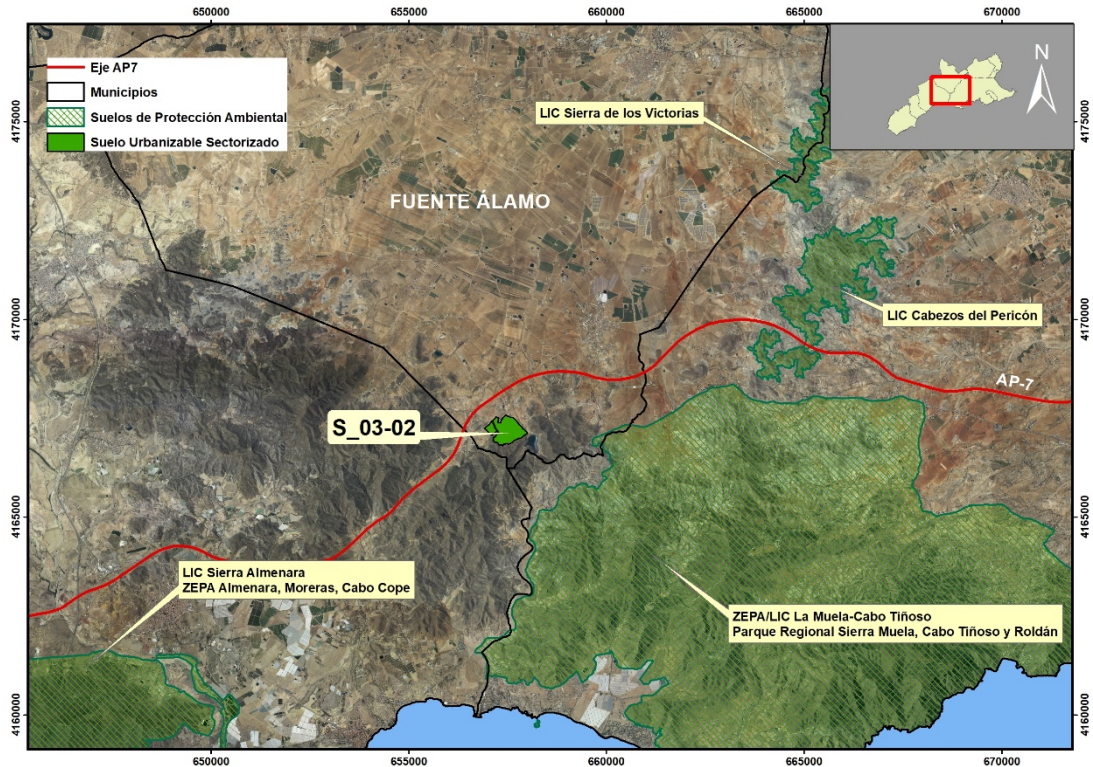 650000
655000
660000
665000
670000
Eje AP7
Municipios
Suelos de Protección Ambiental
Suelo Urbanizable Sectorizado
N
4175000
4175000
LIC Sierra de los Victorias
FUENTE ÁLAMO
4170000
4170000
LIC Cabezos del Pericón
AP-7
S_03-02
4165000
4165000
LIC Sierra Almenara
ZEPA Almenara, Moreras, Cabo Cope
ZEPA/LIC La Muela-Cabo Tiñoso
Parque Regional Sierra Muela, Cabo Tiñoso y Roldán
4160000
4160000
650000
655000
660000
665000
670000